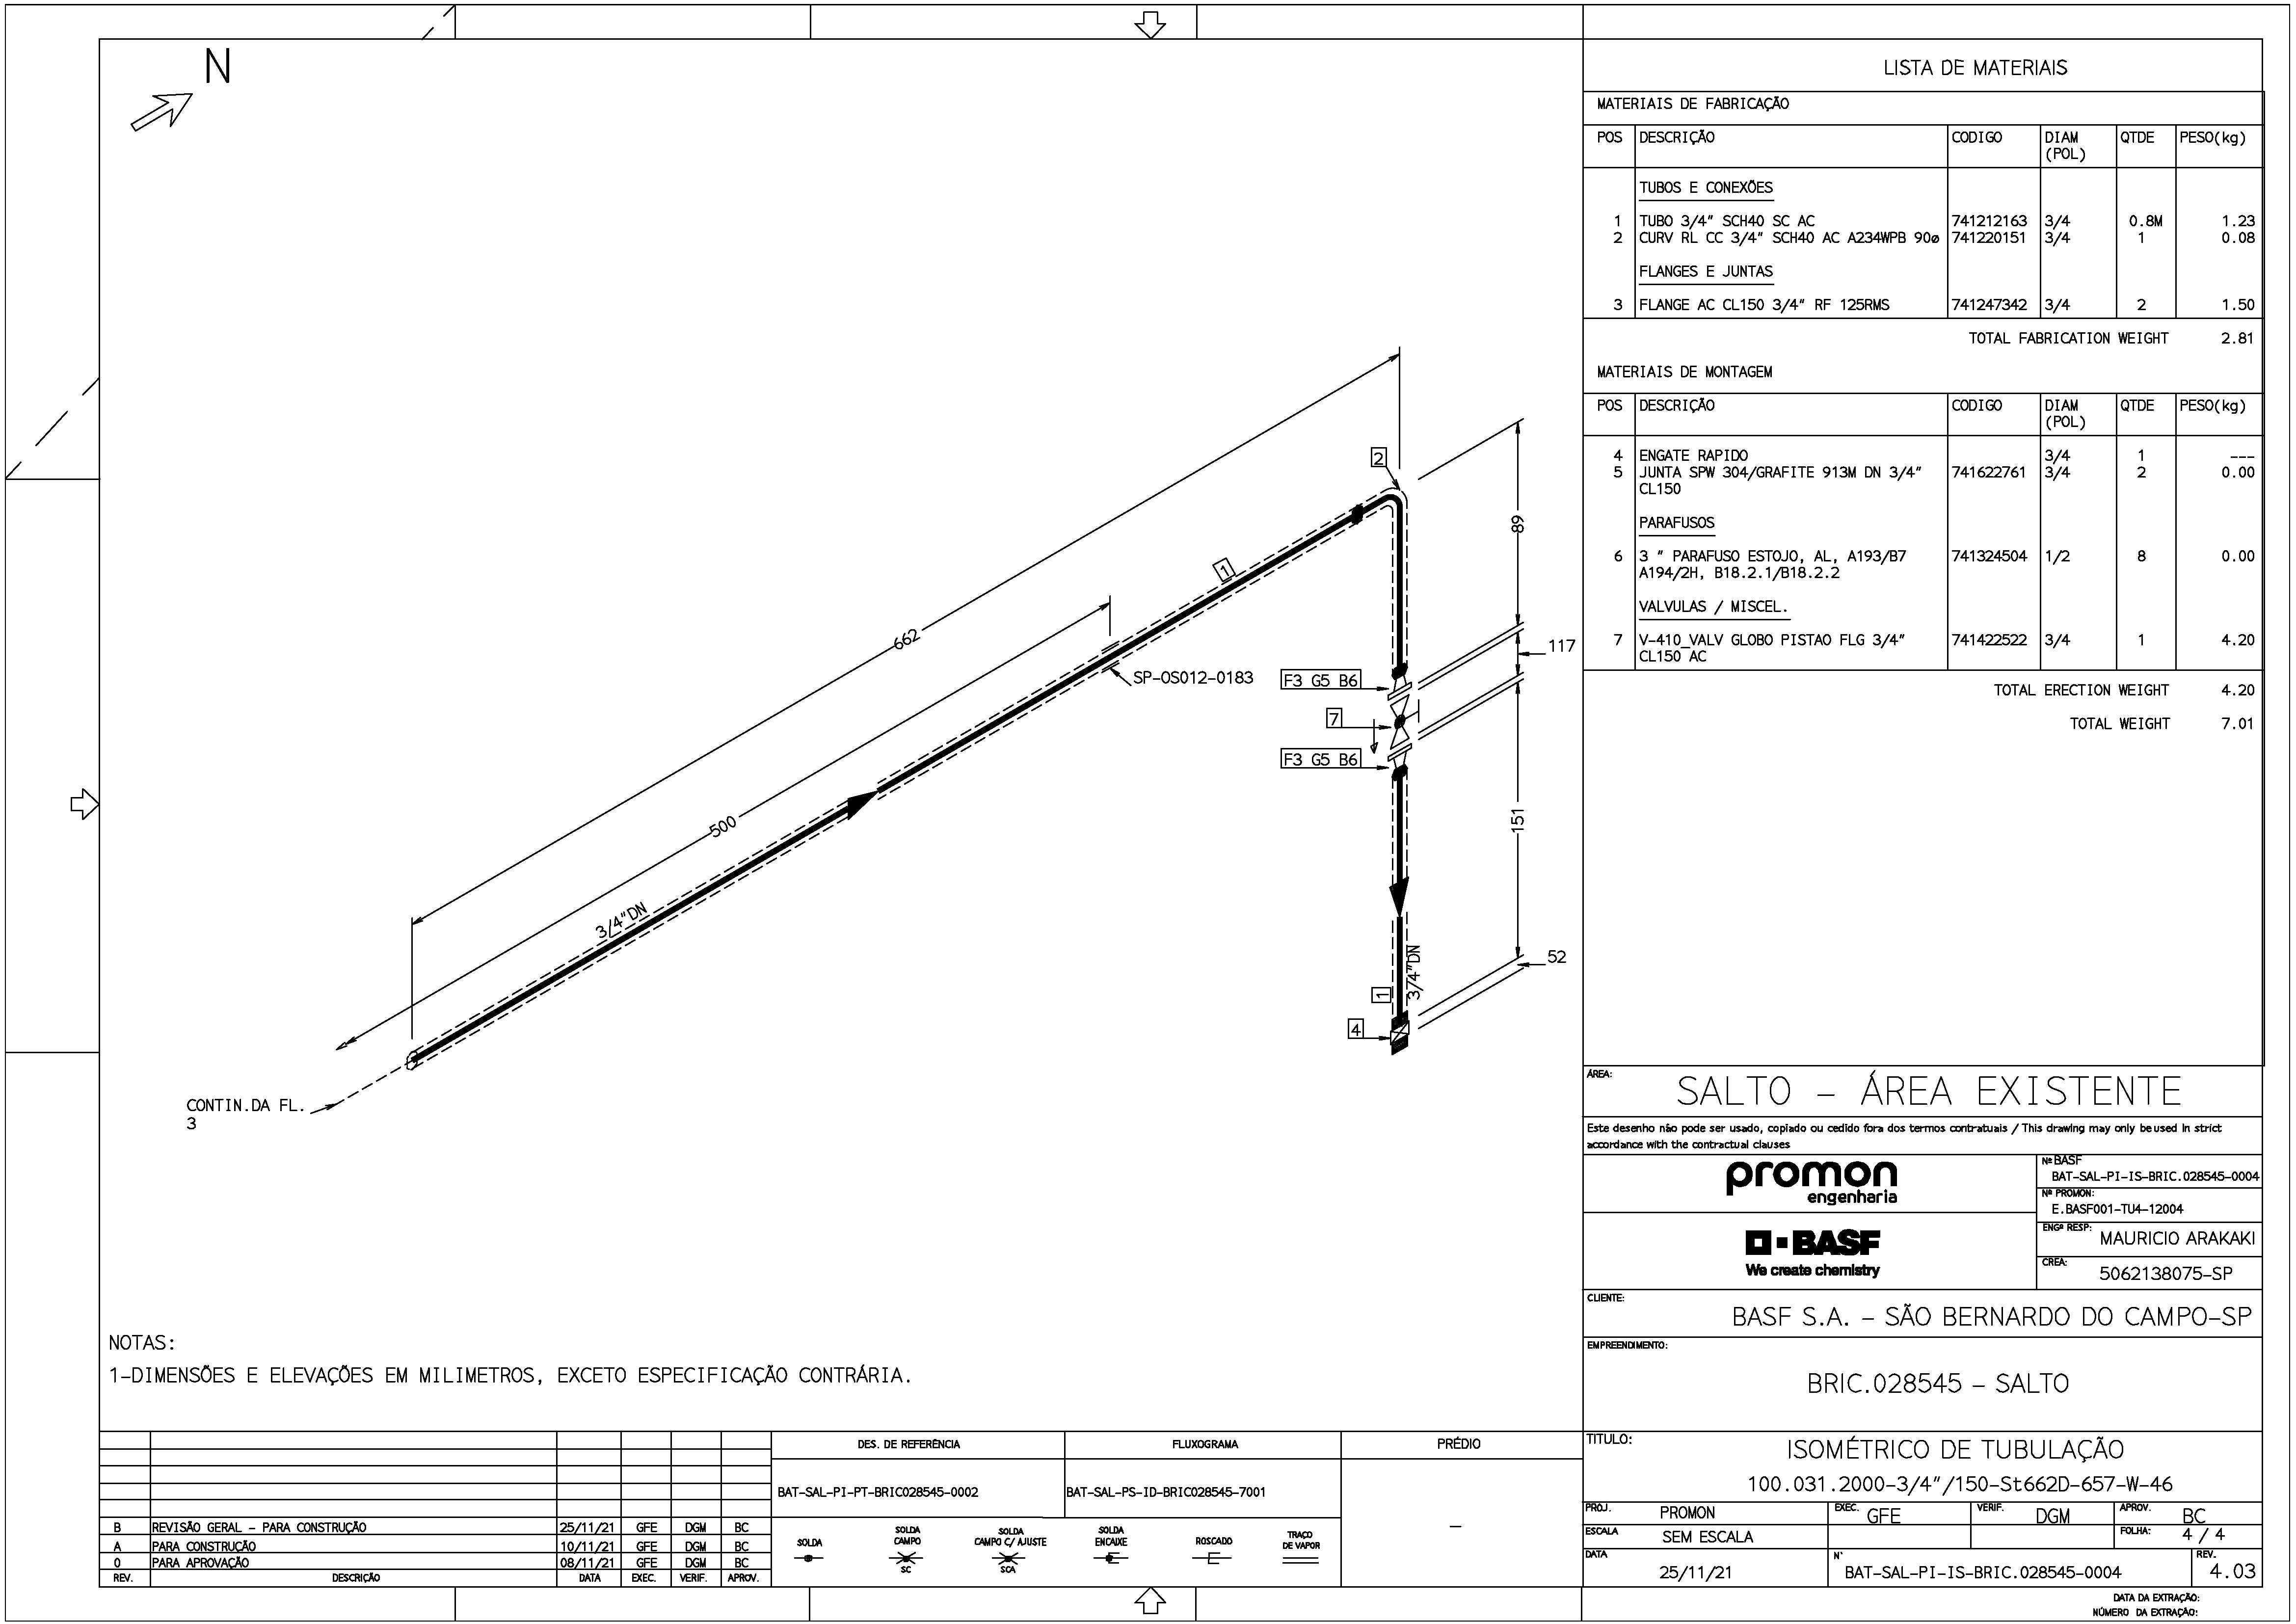 N
LISTA DE MATERIAIS
MATERIAIS DE FABRICAÇÃO
POS DESCRIÇÃO CODIGO DIAM (POL) QTDE PESO(kg)
TUBOS E CONEXÕES
1 TUBO 3/4" SCH40 SC AC 741212163 3/4 0.8M 1.23
2 CURV RL CC 3/4" SCH40 AC A234WPB 90ø 741220151 3/4 1 0.08
FLANGES E JUNTAS
3 FLANGE AC CL150 3/4" RF 125RMS 741247342 3/4 2 1.50
TOTAL FABRICATION WEIGHT 2.81
MATERIAIS DE MONTAGEM
POS DESCRIÇÃO CODIGO DIAM (POL) QTDE PESO(kg)
4 ENGATE RAPIDO 3/4 1 ---
5 JUNTA SPW 304/GRAFITE 913M DN 3/4" 741622761 3/4 2 0.00
CL150
PARAFUSOS
6 3 " PARAFUSO ESTOJO, AL, A193/B7 741324504 1/2 8 0.00
A194/2H, B18.2.1/B18.2.2
VALVULAS / MISCEL.
7 V-410_VALV GLOBO PISTAO FLG 3/4" 741422522 3/4 1 4.20
CL150 AC
TOTAL ERECTION WEIGHT 4.20
TOTAL WEIGHT 7.01
2
89
1
662
117
SP-OS012-0183
F3 G5 B6
7
F3 G5 B6
500
151
3/4"DN
52
3/4"DN
1
4
CONTIN.DA FL.
3
NOTAS:
1-DIMENSÕES E ELEVAÇÕES EM MILIMETROS, EXCETO ESPECIFICAÇÃO CONTRÁRIA.
ÁREA:
SALTO - ÁREA EXISTENTE
Este desenho não pode ser usado, copiado ou cedido fora dos termos contratuais / This drawing may only be used in strict
accordance with the contractual clauses
promon
engenharia
Nº BASF
BAT-SAL-PI-IS-BRIC.028545-0004
Nº PROMON:
E.BASF001-TU4-12004
BASF
We create chemistry
ENGº RESP:
MAURICIO ARAKAKI
CREA:
5062138075-SP
CLIENTE:
BASF S.A. - SÃO BERNARDO DO CAMPO-SP
EMPREENDIMENTO:
BRIC.028545 - SALTO
TITULO:
ISOMÉTRICO DE TUBULAÇÃO
100.031.2000-3/4"/150-St662D-657-W-46
PROJ. PROMON EXEC. GFE VERIF. DGM APROV. BC
ESCALA SEM ESCALA FOLHA: 4 / 4
DATA 25/11/21 Nº BAT-SAL-PI-IS-BRIC.028545-0004 REV. 4.03
DATA DA EXTRAÇÃO:
NÚMERO DA EXTRAÇÃO:
DES. DE REFERÊNCIA FLUXOGRAMA PRÉDIO
BAT-SAL-PI-PT-BRIC028545-0002 BAT-SAL-PS-ID-BRIC028545-7001 -
SOLDA
SOLDA CAMPO SC
SOLDA CAMPO C/ AJUSTE SCA
SOLDA ENCAIXE
ROSCADO
TRAÇO DE VAPOR
B REVISÃO GERAL - PARA CONSTRUÇÃO 25/11/21 GFE DGM BC
A PARA CONSTRUÇÃO 10/11/21 GFE DGM BC
0 PARA APROVAÇÃO 08/11/21 GFE DGM BC
REV. DESCRIÇÃO DATA EXEC. VERIF. APROV.